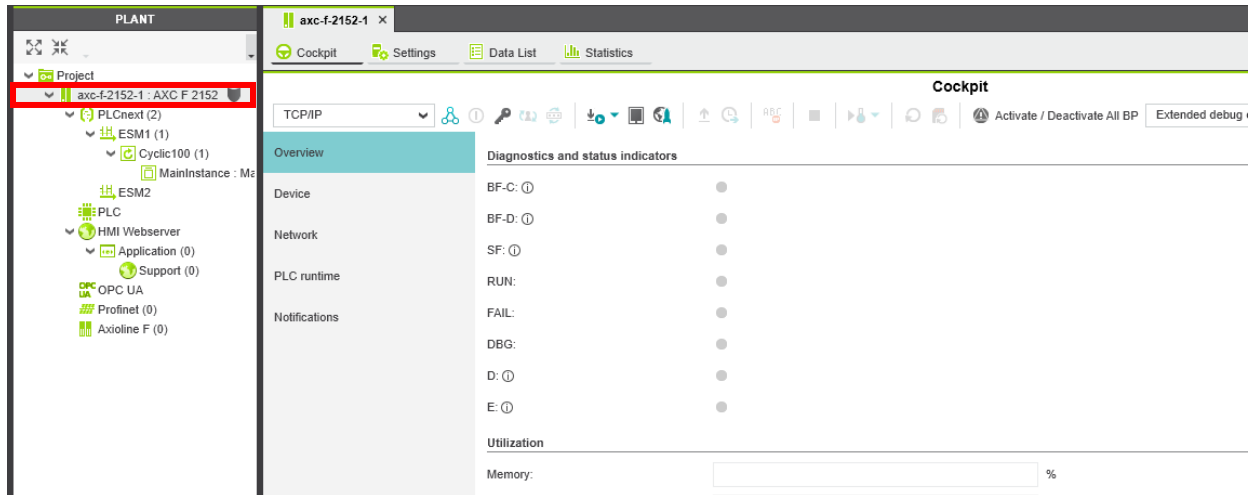 PLANT
axc-f-2152-1 ×
Cockpit Settings Data List Statistics
Project
axc-f-2152-1 : AXC F 2152
PLCnext (2)
ESM1 (1)
Cyclic100 (1)
MainInstance : Ma
ESM2
PLC
HMI Webserver
Application (0)
Support (0)
OPC UA OPC UA
Profinet (0)
Axioline F (0)
Cockpit
TCP/IP Activate / Deactivate All BP Extended debug
Overview
Device
Network
PLC runtime
Notifications
Diagnostics and status indicators
BF-C:
BF-D:
SF:
RUN:
FAIL:
DBG:
D:
E:
Utilization
Memory: %